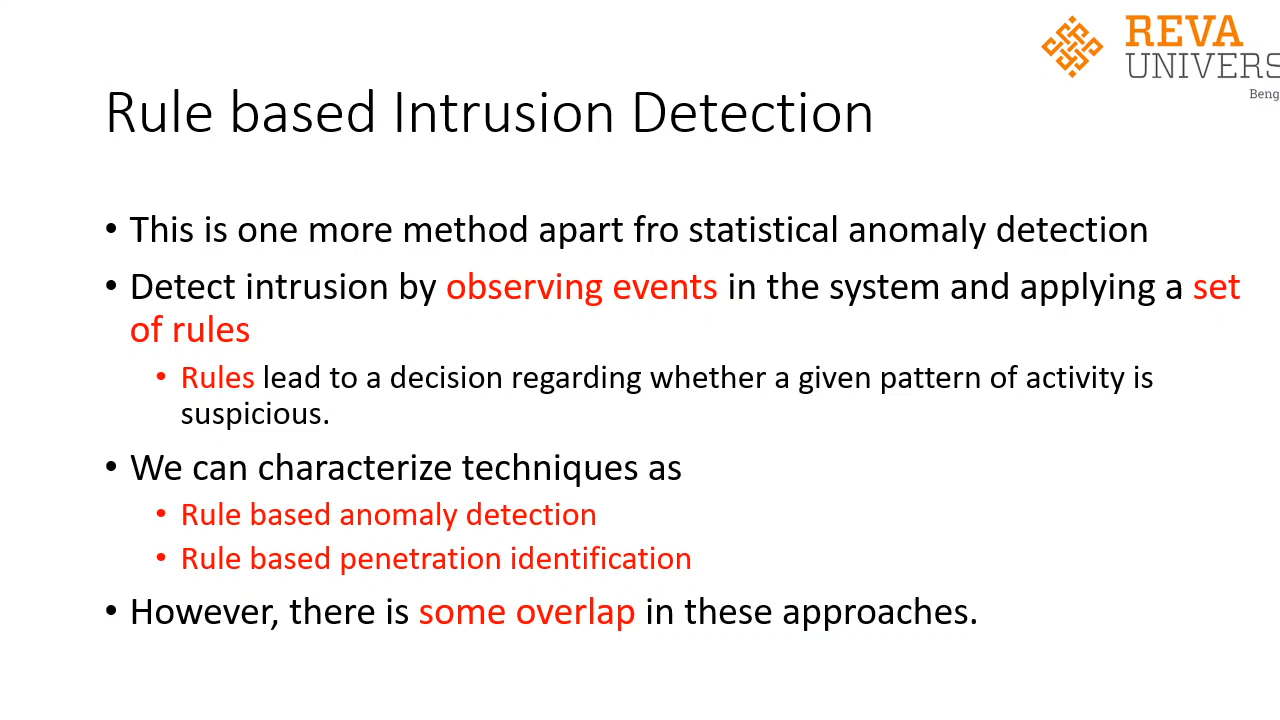 REVA
UNIVERS
Beng
Rule based Intrusion Detection
• This is one more method apart fro statistical anomaly detection
• Detect intrusion by observing events in the system and applying a set
of rules
• Rules lead to a decision regarding whether a given pattern of activity is
suspicious.
• We can characterize techniques as
• Rule based anomaly detection
• Rule based penetration identification
• However, there is some overlap in these approaches.